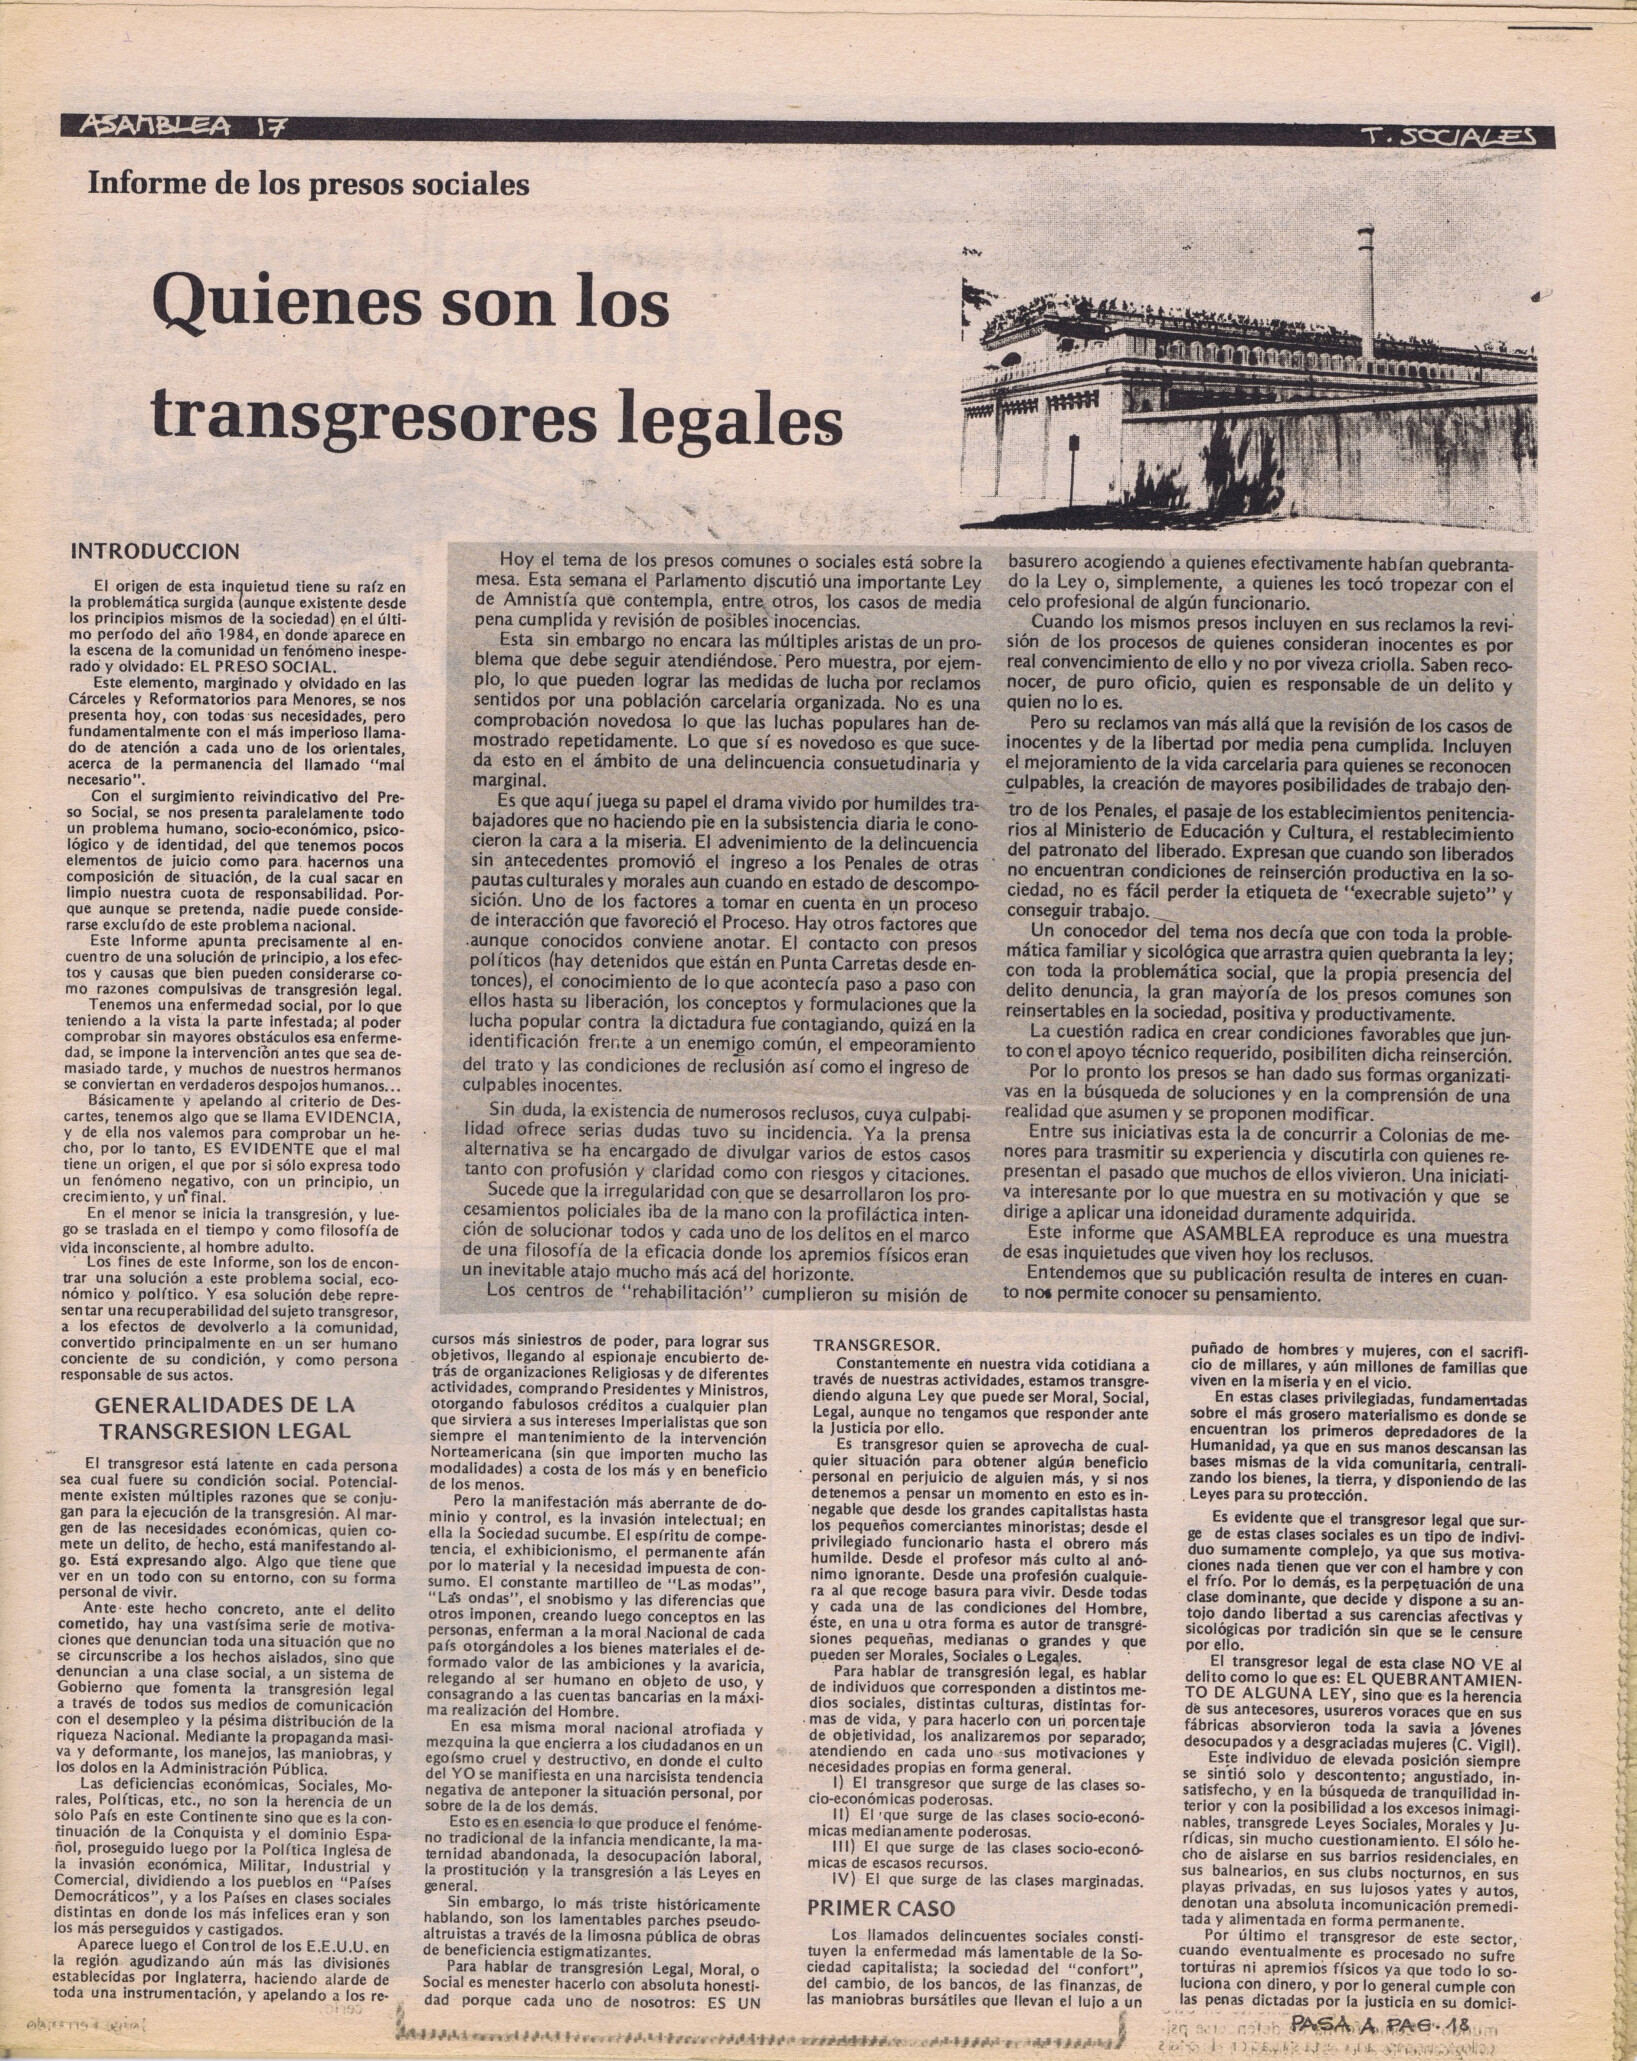 ASAMBLEA 17
T. SOCIALES
Informe de los presos sociales
Quienes son los
transgresores legales
INTRODUCCION
El origen de esta inquietud tiene su raíz en
la problemática surgida (aunque existente desde
los principios mismos de la sociedad) en el últi-
mo período del año 1984, en donde aparece en
la escena de la comunidad un fenómeno inespe-
rado y olvidado: EL PRESO SOCIAL.
Este elemento, marginado y olvidado en las
Cárceles y Reformatorios para Menores, se nos
presenta hoy, con todas sus necesidades, pero
fundamentalmente con el más imperioso llama-
do de atención a cada uno de los orientales,
acerca de la permanencia del llamado "mal
necesario".
Con el surgimiento reivindicativo del Pre-
so Social, se nos presenta paralelamente todo
un problema humano, socio-económico, psico-
lógico y de identidad, del que tenemos pocos
elementos de juicio como para hacernos una
composición de situación, de la cual sacar en
limpio nuestra cuota de responsabilidad. Por-
que aunque se pretenda, nadie puede conside-
rarse excluído de este problema nacional.
Este Informe apunta precisamente al en-
cuentro de una solución de principio, a los efec-
tos y causas que bien pueden considerarse co-
mo razones compulsivas de transgresión legal.
Tenemos una enfermedad social, por lo que
teniendo a la vista la parte infestada; al poder
comprobar sin mayores obstáculos esa enferme-
dad, se impone la intervención antes que sea de-
masiado tarde, y muchos de nuestros hermanos
se conviertan en verdaderos despojos humanos...
Básicamente y apelando al criterio de Des-
cartes, tenemos algo que se llama EVIDENCIA,
y de ella nos valemos para comprobar un he-
cho, por lo tanto, ES EVIDENTE que el mal
tiene un origen, el que por si sólo expresa todo
un fenómeno negativo, con un principio, un
crecimiento, y un final.
En el menor se inicia la transgresión, y lue-
go se traslada en el tiempo y como filosofía de
vida inconsciente, al hombre adulto.
Los fines de este Informe, son los de encon-
trar una solución a este problema social, eco-
nómico y político. Y esa solución debe repre-
sentar una recuperabilidad del sujeto transgresor,
a los efectos de devolverlo a la comunidad,
convertido principalmente en un ser humano
conciente de su condición, y como persona
responsable de sus actos.
GENERALIDADES DE LA
TRANSGRESION LEGAL
El transgresor está latente en cada persona
sea cual fuere su condición social. Potencial-
mente existen múltiples razones que se conju-
gan para la ejecución de la transgresión. Al mar-
gen de las necesidades económicas, quien co-
mete un delito, de hecho, está manifestando al-
go. Está expresando algo. Algo que tiene que
ver en un todo con su entorno, con su forma
personal de vivir.
Ante este hecho concreto, ante el delito
cometido, hay una vastísima serie de motiva-
ciones que denuncian toda una situación que no
se circunscribe a los hechos aislados, sino que
denuncian a una clase social, a un sistema de
Gobierno que fomenta la transgresión legal
a través de todos sus medios de comunicación
con el desempleo y la pésima distribución de la
riqueza Nacional. Mediante la propaganda masi-
va y deformante, los manejos, las maniobras, y
los dolos en la Administración Pública.
Las deficiencias económicas, Sociales, Mo-
rales, Políticas, etc., no son la herencia de un
sólo País en este Continente sino que es la con-
tinuación de la Conquista y el dominio Espa-
ñol, proseguido luego por la Política Inglesa de
la invasión económica, Militar, Industrial y
Comercial, dividiendo a los pueblos en "Países
Democráticos", y a los Países en clases sociales
distintas en donde los más infelices eran y son
los más perseguidos y castigados.
Aparece luego el Control de los E.E.U.U. en
la región agudizando aún más las divisiones
establecidas por Inglaterra, haciendo alarde de
toda una instrumentación, y apelando a los re-
Hoy el tema de los presos comunes o sociales está sobre la
mesa. Esta semana el Parlamento discutió una importante Ley
de Amnistía que contempla, entre otros, los casos de media
pena cumplida y revisión de posibles inocencias.
Esta sin embargo no encara las múltiples aristas de un pro-
blema que debe seguir atendiéndose. Pero muestra, por ejem-
plo, lo que pueden lograr las medidas de lucha por reclamos
sentidos por una población carcelaria organizada. No es una
comprobación novedosa lo que las luchas populares han de-
mostrado repetidamente. Lo que sí es novedoso es que suce-
da esto en el ámbito de una delincuencia consuetudinaria y
marginal.
Es que aquí juega su papel el drama vivido por humildes tra-
bajadores que no haciendo pie en la subsistencia diaria le cono-
cieron la cara a la miseria. El advenimiento de la delincuencia
sin antecedentes promovió el ingreso a los Penales de otras
pautas culturales y morales aun cuando en estado de descompo-
sición. Uno de los factores a tomar en cuenta en un proceso
de interacción que favoreció el Proceso. Hay otros factores que
aunque conocidos conviene anotar. El contacto con presos
políticos (hay detenidos que están en Punta Carretas desde en-
tonces), el conocimiento de lo que acontecía paso a paso con
ellos hasta su liberación, los conceptos y formulaciones que la
lucha popular contra la dictadura fue contagiando, quizá en la
identificación frente a un enemigo común, el empeoramiento
del trato y las condiciones de reclusión así como el ingreso de
culpables inocentes.
Sin duda, la existencia de numerosos reclusos, cuya culpabi-
lidad ofrece serias dudas tuvo su incidencia. Ya la prensa
alternativa se ha encargado de divulgar varios de estos casos
tanto con profusión y claridad como con riesgos y citaciones.
Sucede que la irregularidad con que se desarrollaron los pro-
cesamientos policiales iba de la mano con la profiláctica inten-
ción de solucionar todos y cada uno de los delitos en el marco
de una filosofía de la eficacia donde los apremios físicos eran
un inevitable atajo mucho más acá del horizonte.
Los centros de "rehabilitación" cumplieron su misión de
basurero acogiendo a quienes efectivamente habían quebranta-
do la Ley o, simplemente, a quienes les tocó tropezar con el
celo profesional de algún funcionario.
Cuando los mismos presos incluyen en sus reclamos la revi-
sión de los procesos de quienes consideran inocentes es por
real convencimiento de ello y no por viveza criolla. Saben reco-
nocer, de puro oficio, quien es responsable de un delito y
quien no lo es.
Pero su reclamos van más allá que la revisión de los casos de
inocentes y de la libertad por media pena cumplida. Incluyen
el mejoramiento de la vida carcelaria para quienes se reconocen
culpables, la creación de mayores posibilidades de trabajo den-
tro de los Penales, el pasaje de los establecimientos penitencia-
rios al Ministerio de Educación y Cultura, el restablecimiento
del patronato del liberado. Expresan que cuando son liberados
no encuentran condiciones de reinserción productiva en la so-
ciedad, no es fácil perder la etiqueta de "execrable sujeto" y
conseguir trabajo.
Un conocedor del tema nos decía que con toda la proble-
mática familiar y sicológica que arrastra quien quebranta la ley;
con toda la problemática social, que la propia presencia del
delito denuncia, la gran mayoría de los presos comunes son
reinsertables en la sociedad, positiva y productivamente.
La cuestión radica en crear condiciones favorables que jun-
to con el apoyo técnico requerido, posibiliten dicha reinserción.
Por lo pronto los presos se han dado sus formas organizati-
vas en la búsqueda de soluciones y en la comprensión de una
realidad que asumen y se proponen modificar.
Entre sus iniciativas esta la de concurrir a Colonias de me-
nores para trasmitir su experiencia y discutirla con quienes re-
presentan el pasado que muchos de ellos vivieron. Una iniciati-
va interesante por lo que muestra en su motivación y que se
dirige a aplicar una idoneidad duramente adquirida.
Este informe que ASAMBLEA reproduce es una muestra
de esas inquietudes que viven hoy los reclusos.
Entendemos que su publicación resulta de interes en cuan-
to nos permite conocer su pensamiento.
cursos más siniestros de poder, para lograr sus
objetivos, llegando al espionaje encubierto de-
trás de organizaciones Religiosas y de diferentes
actividades, comprando Presidentes y Ministros,
otorgando fabulosos créditos a cualquier plan
que sirviera a sus intereses Imperialistas que son
siempre el mantenimiento de la intervención
Norteamericana (sin que importen mucho las
modalidades) a costa de los más y en beneficio
de los menos.
Pero la manifestación más aberrante de do-
minio y control, es la invasión intelectual; en
ella la Sociedad sucumbe. El espíritu de compe-
tencia, el exhibicionismo, el permanente afán
por lo material y la necesidad impuesta de con-
sumo. El constante martilleo de "Las modas",
"Las ondas", el snobismo y las diferencias que
otros imponen, creando luego conceptos en las
personas, enferman a la moral Nacional de cada
país otorgándoles a los bienes materiales el de-
formado valor de las ambiciones y la avaricia,
relegando al ser humano en objeto de uso, y
consagrando a las cuentas bancarias en la máxi-
ma realización del Hombre.
En esa misma moral nacional atrofiada y
mezquina la que encierra a los ciudadanos en un
egoísmo cruel y destructivo, en donde el culto
del YO se manifiesta en una narcisista tendencia
negativa de anteponer la situación personal, por
sobre de la de los demás.
Esto es en esencia lo que produce el fenóme-
no tradicional de la infancia mendicante, la ma-
ternidad abandonada, la desocupación laboral,
la prostitución y la transgresión a las Leyes en
general.
Sin embargo, lo más triste históricamente
hablando, son los lamentables parches pseudo-
altruistas a través de la limosna pública de obras
de beneficiencia estigmatizantes.
Para hablar de transgresión Legal, Moral, o
Social es menester hacerlo con absoluta honesti-
dad porque cada uno de nosotros: ES UN
TRANSGRESOR.
Constantemente en nuestra vida cotidiana a
través de nuestras actividades, estamos transgre-
diendo alguna Ley que puede ser Moral, Social,
Legal, aunque no tengamos que responder ante
la Justicia por ello.
Es transgresor quien se aprovecha de cual-
quier situación para obtener algún beneficio
personal en perjuicio de alguien más, y si nos
detenemos a pensar un momento en esto es in-
negable que desde los grandes capitalistas hasta
los pequeños comerciantes minoristas; desde el
privilegiado funcionario hasta el obrero más
humilde. Desde el profesor más culto al anó-
nimo ignorante. Desde una profesión cualquie-
ra al que recoge basura para vivir. Desde todas
y cada una de las condiciones del Hombre,
éste, en una u otra forma es autor de transgre-
siones pequeñas, medianas o grandes y que
pueden ser Morales, Sociales o Legales.
Para hablar de transgresión legal, es hablar
de individuos que corresponden a distintos me-
dios sociales, distintas culturas, distintas for-
mas de vida, y para hacerlo con un porcentaje
de objetividad, los analizaremos por separado;
atendiendo en cada uno sus motivaciones y
necesidades propias en forma general.
I) El transgresor que surge de las clases so-
cio-económicas poderosas.
II) El que surge de las clases socio-econó-
micas medianamente poderosas.
III) El que surge de las clases socio-econó-
micas de escasos recursos.
IV) El que surge de las clases marginadas.
PRIMER CASO
Los llamados delincuentes sociales consti-
tuyen la enfermedad más lamentable de la So-
ciedad capitalista; la sociedad del "confort",
del cambio, de los bancos, de las finanzas, de
las maniobras bursátiles que llevan el lujo a un
puñado de hombres y mujeres, con el sacrifi-
cio de millares, y aún millones de familias que
viven en la miseria y en el vicio.
En estas clases privilegiadas, fundamentadas
sobre el más grosero materialismo es donde se
encuentran los primeros depredadores de la
Humanidad, ya que en sus manos descansan las
bases mismas de la vida comunitaria, centrali-
zando los bienes, la tierra, y disponiendo de las
Leyes para su protección.
Es evidente que el transgresor legal que sur-
ge de estas clases sociales es un tipo de indivi-
duo sumamente complejo, ya que sus motiva-
ciones nada tienen que ver con el hambre y con
el frío. Por lo demás, es la perpetuación de una
clase dominante, que decide y dispone a su an-
tojo dando libertad a sus carencias afectivas y
sicológicas por tradición sin que se le censure
por ello.
El transgresor legal de esta clase NO VE al
delito como lo que es: EL QUEBRANTAMIEN-
TO DE ALGUNA LEY, sino que es la herencia
de sus antecesores, usureros voraces que en sus
fábricas absorvieron toda la savia a jóvenes
desocupados y a desgraciadas mujeres (C. Vigil).
Este individuo de elevada posición siempre
se sintió solo y descontento; angustiado, in-
satisfecho, y en la búsqueda de tranquilidad in-
terior y con la posibilidad a los excesos inimagi-
nables, transgrede Leyes Sociales, Morales y Ju-
rídicas, sin mucho cuestionamiento. El sólo he-
cho de aislarse en sus barrios residenciales, en
sus balnearios, en sus clubs nocturnos, en sus
playas privadas, en sus lujosos yates y autos,
denotan una absoluta incomunicación premedi-
tada y alimentada en forma permanente.
Por último el transgresor de este sector,
cuando eventualmente es procesado no sufre
torturas ni apremios físicos ya que todo lo so-
luciona con dinero, y por lo general cumple con
las penas dictadas por la justicia en su domici-
PASA A PAG. 18